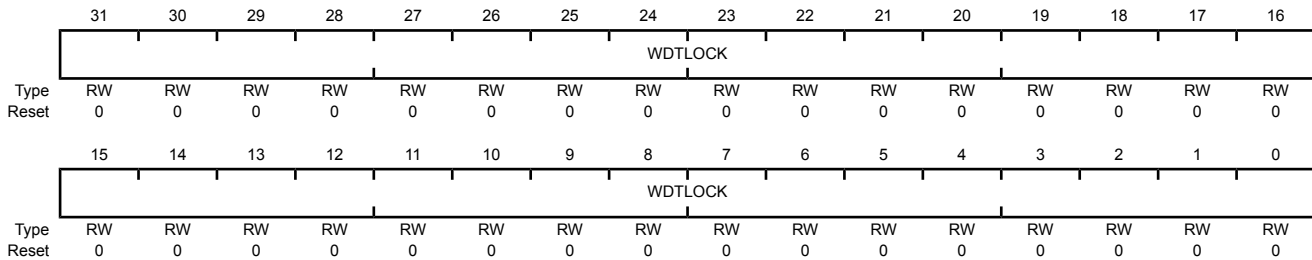 31 30 29 28 27 26 25 24 23 22 21 20 19 18 17 16
WDTLOCK
Type RW RW RW RW RW RW RW RW RW RW RW RW RW RW RW RW
Reset 0 0 0 0 0 0 0 0 0 0 0 0 0 0 0 0
15 14 13 12 11 10 9 8 7 6 5 4 3 2 1 0
WDTLOCK
Type RW RW RW RW RW RW RW RW RW RW RW RW RW RW RW RW
Reset 0 0 0 0 0 0 0 0 0 0 0 0 0 0 0 0